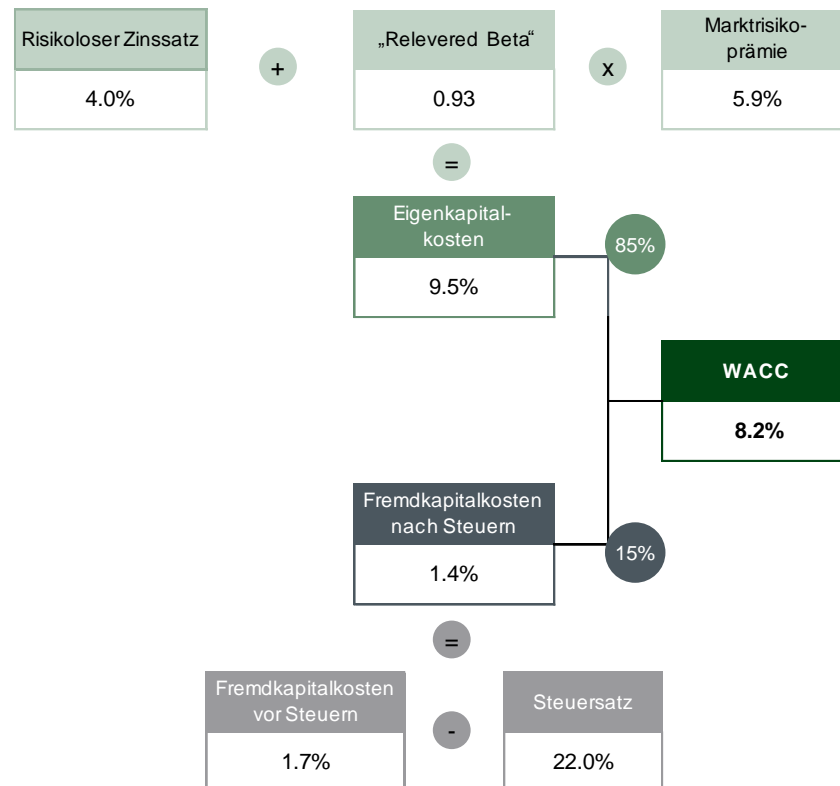 Risikoloser Zinssatz
4.0%
+
„Relevered Beta“
0.93
x
Marktrisiko-
prämie
5.9%
=
Eigenkapital-
kosten
9.5%
85%
WACC
8.2%
Fremdkapitalkosten
nach Steuern
1.4%
15%
=
Fremdkapitalkosten
vor Steuern
1.7%
-
Steuersatz
22.0%